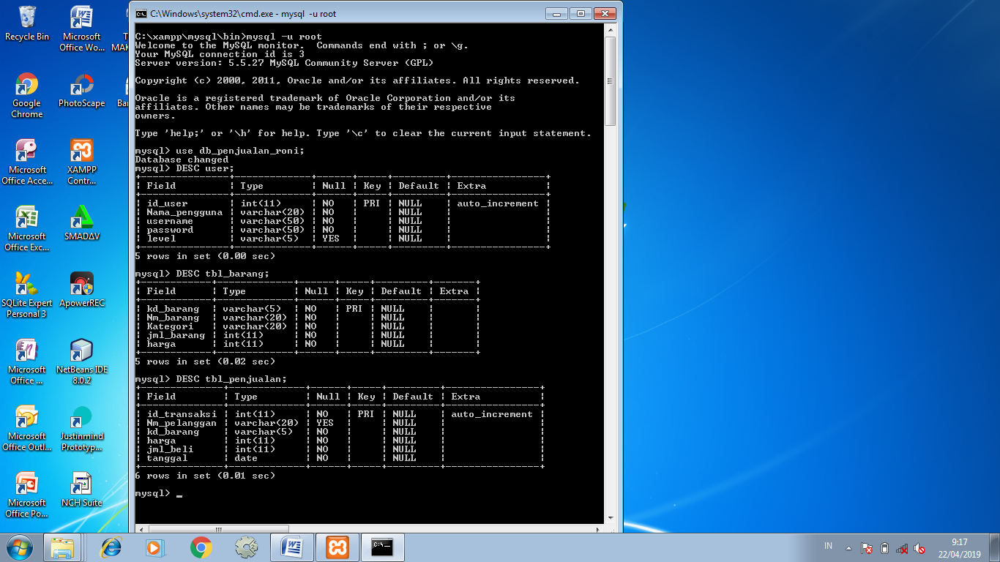 C:\Windows\system32\cmd.exe - mysql -u root
Recycle Bin
Microsoft Office Wo...
Google Chrome
PhotoScape
Microsoft Office Acce...
XAMPP Contr...
Microsoft Office Exc...
SMADΔV
SQLite Expert Personal 3
ApowerREC
Microsoft Office ...
NetBeans IDE 8.0.2
Microsoft Office Outl...
Justinmind Prototyp...
Microsoft Office Po...
NCH Suite
C:\xampp\mysql\bin>mysql -u root
Welcome to the MySQL monitor.  Commands end with ; or \g.
Your MySQL connection id is 3
Server version: 5.5.27 MySQL Community Server (GPL)
Copyright (c) 2000, 2011, Oracle and/or its affiliates. All rights reserved.
Oracle is a registered trademark of Oracle Corporation and/or its
affiliates. Other names may be trademarks of their respective
owners.
Type 'help;' or '\h' for help. Type '\c' to clear the current input statement.
mysql> use db_penjualan_roni;
Database changed
mysql> DESC user;
| Field | Type | Null | Key | Default | Extra |
| id_user | int(11) | NO | PRI | NULL | auto_increment |
| Nama_pengguna | varchar(20) | NO | | NULL | |
| username | varchar(50) | NO | | NULL | |
| password | varchar(50) | NO | | NULL | |
| level | varchar(5) | YES | | NULL | |
5 rows in set (0.00 sec)
mysql> DESC tbl_barang;
| Field | Type | Null | Key | Default | Extra |
| kd_barang | varchar(5) | NO | PRI | NULL | |
| Nm_barang | varchar(20) | NO | | NULL | |
| Kategori | varchar(20) | NO | | NULL | |
| jml_barang | int(11) | NO | | NULL | |
| harga | int(11) | NO | | NULL | |
5 rows in set (0.02 sec)
mysql> DESC tbl_penjualan;
| Field | Type | Null | Key | Default | Extra |
| id_transaksi | int(11) | NO | PRI | NULL | auto_increment |
| Nm_pelanggan | varchar(20) | YES | | NULL | |
| kd_barang | varchar(5) | NO | | NULL | |
| harga | int(11) | NO | | NULL | |
| jml_beli | int(11) | NO | | NULL | |
| tanggal | date | NO | | NULL | |
6 rows in set (0.01 sec)
mysql> _
IN
9:17
22/04/2019